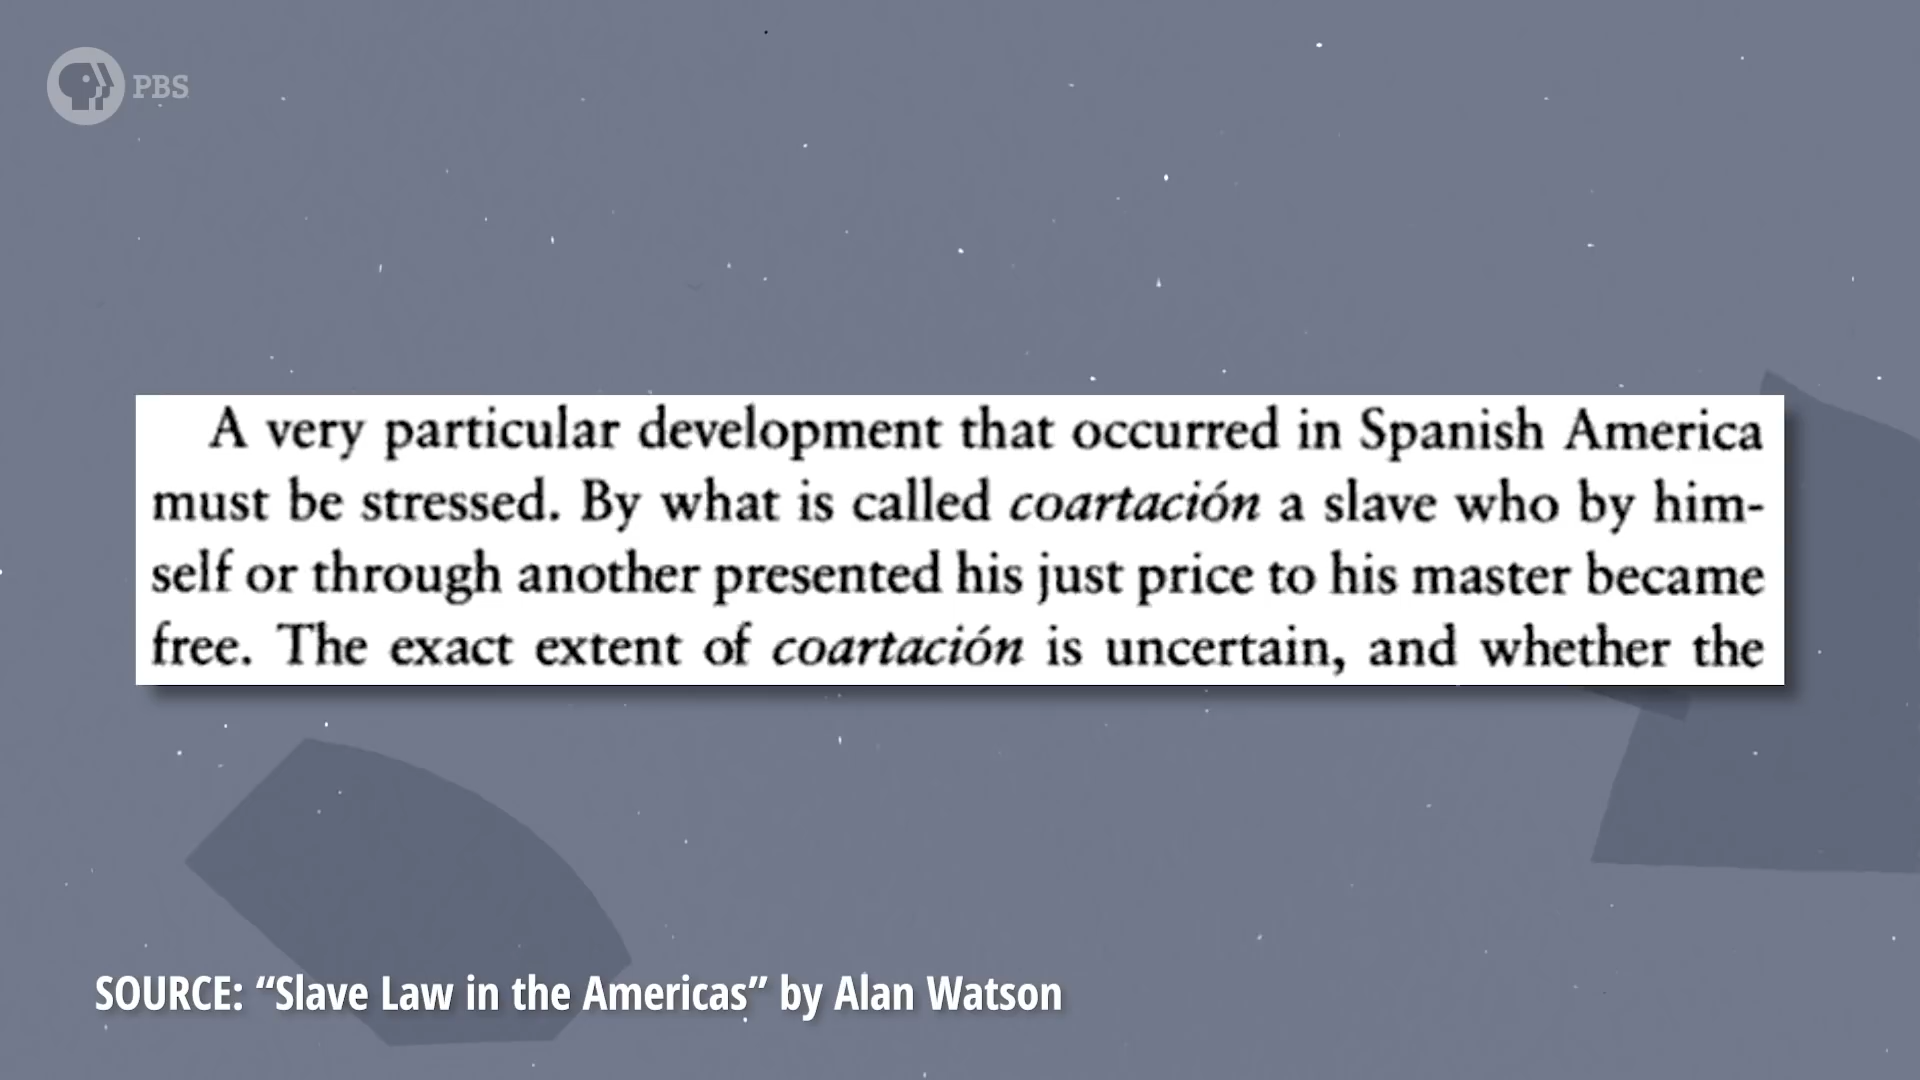 PBS
A very particular development that occurred in Spanish America
must be stressed. By what is called coartación a slave who by him-
self or through another presented his just price to his master became
free. The exact extent of coartación is uncertain, and whether the
SOURCE: “Slave Law in the Americas” by Alan Watson